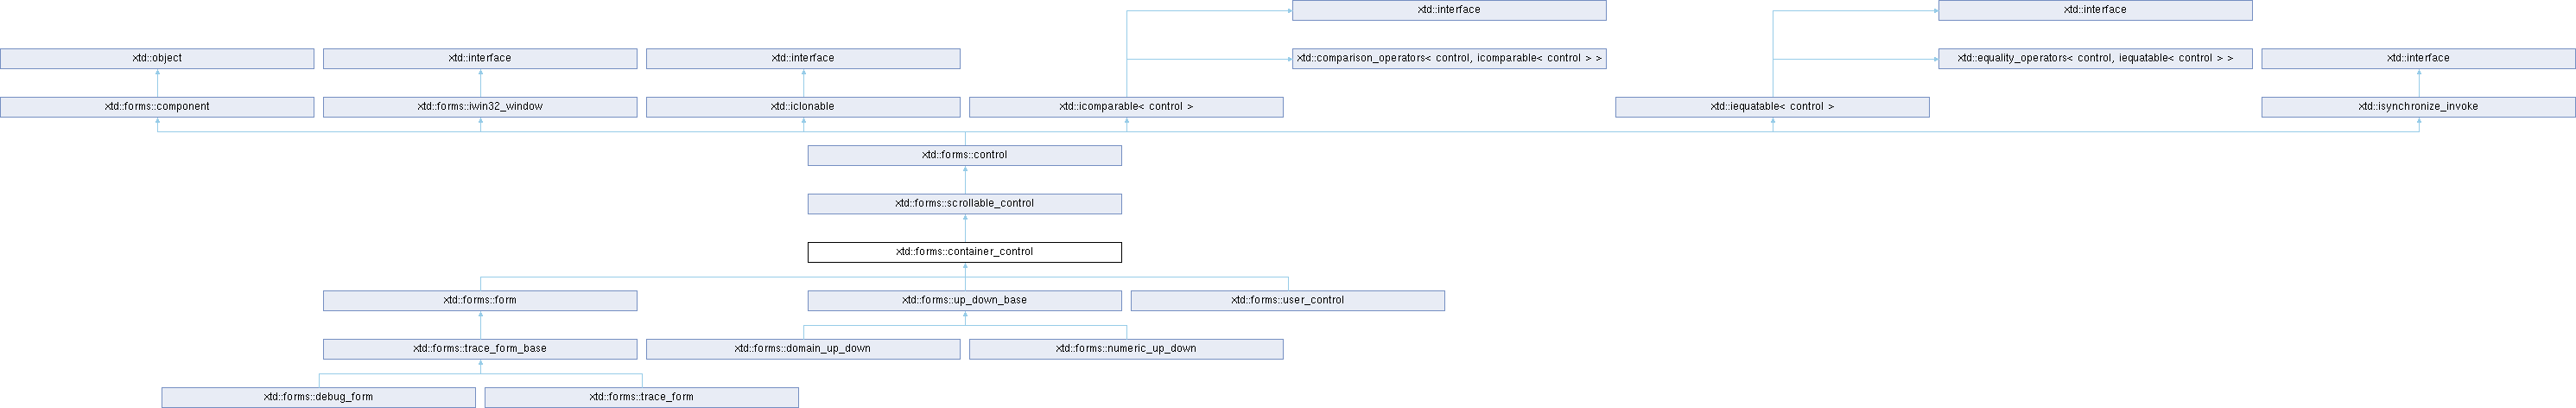 xtd::interface
xtd::interface
xtd::object
xtd::interface
xtd::interface
xtd::comparison_operators< control, icomparable< control > >
xtd::equality_operators< control, iequatable< control > >
xtd::interface
xtd::forms::component
xtd::forms::iwin32_window
xtd::iclonable
xtd::icomparable< control >
xtd::iequatable< control >
xtd::isynchronize_invoke
xtd::forms::control
xtd::forms::scrollable_control
xtd::forms::container_control
xtd::forms::form
xtd::forms::up_down_base
xtd::forms::user_control
xtd::forms::trace_form_base
xtd::forms::domain_up_down
xtd::forms::numeric_up_down
xtd::forms::debug_form
xtd::forms::trace_form